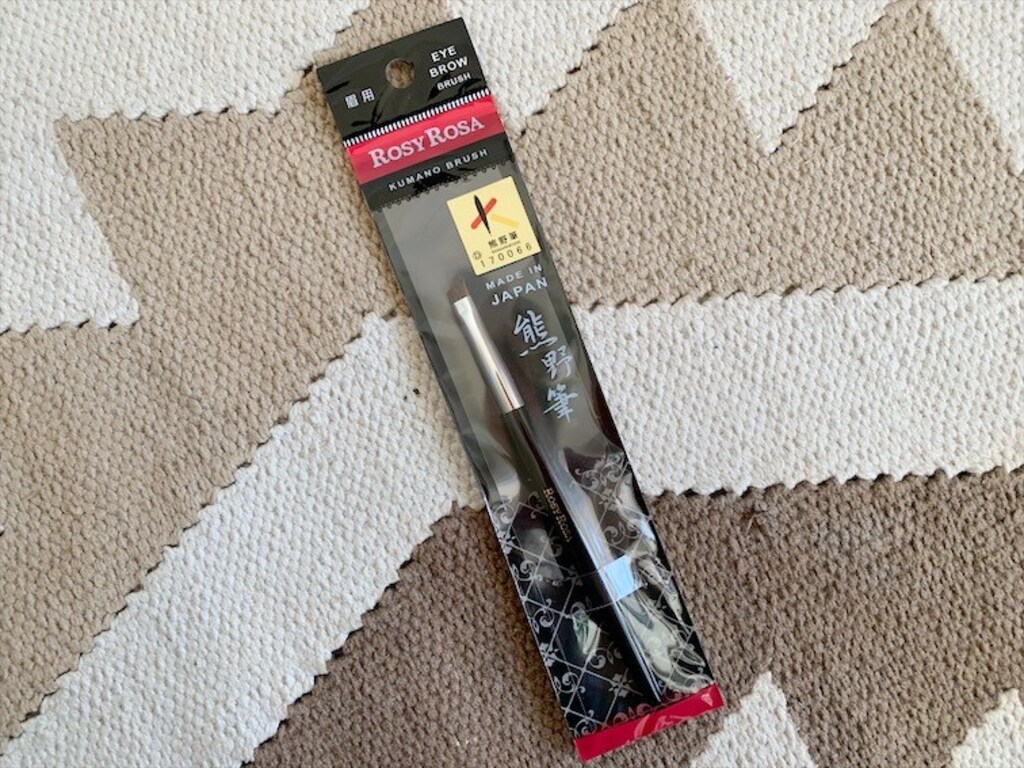 眉用
EYE
BROW
BRUSH
ROSY ROSA
KUMANO BRUSH
熊野筆
170066
MADE IN
JAPAN
熊野筆
ROSY ROSA